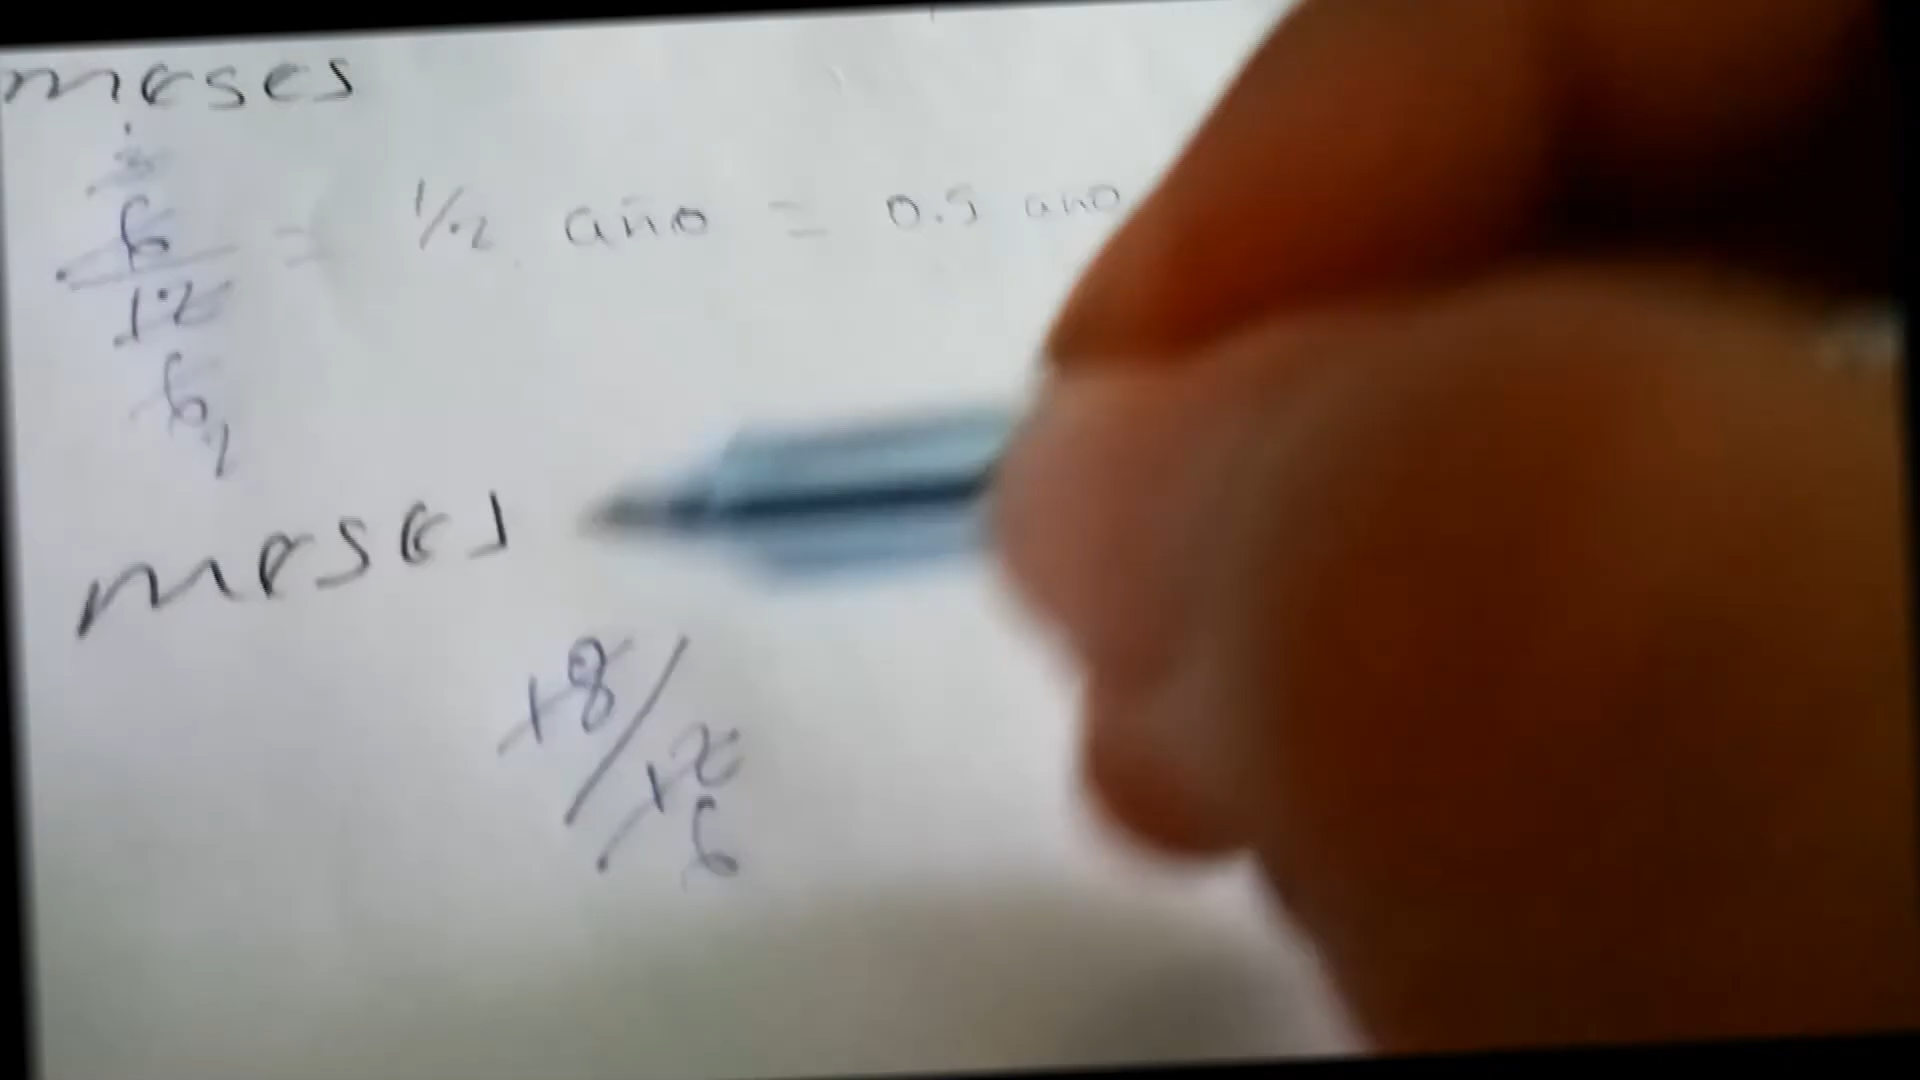 meses
6
12 = 1/2 año = 0.5 año
6
meses
18/12
6